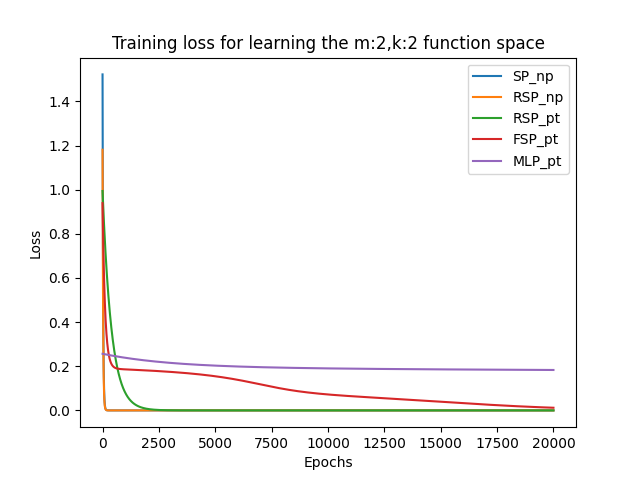 Training loss for learning the m:2,k:2 function space
SP_np
RSP_np
RSP_pt
FSP_pt
MLP_pt
Loss
1.4
1.2
1.0
0.8
0.6
0.4
0.2
0.0
0 2500 5000 7500 10000 12500 15000 17500 20000
Epochs